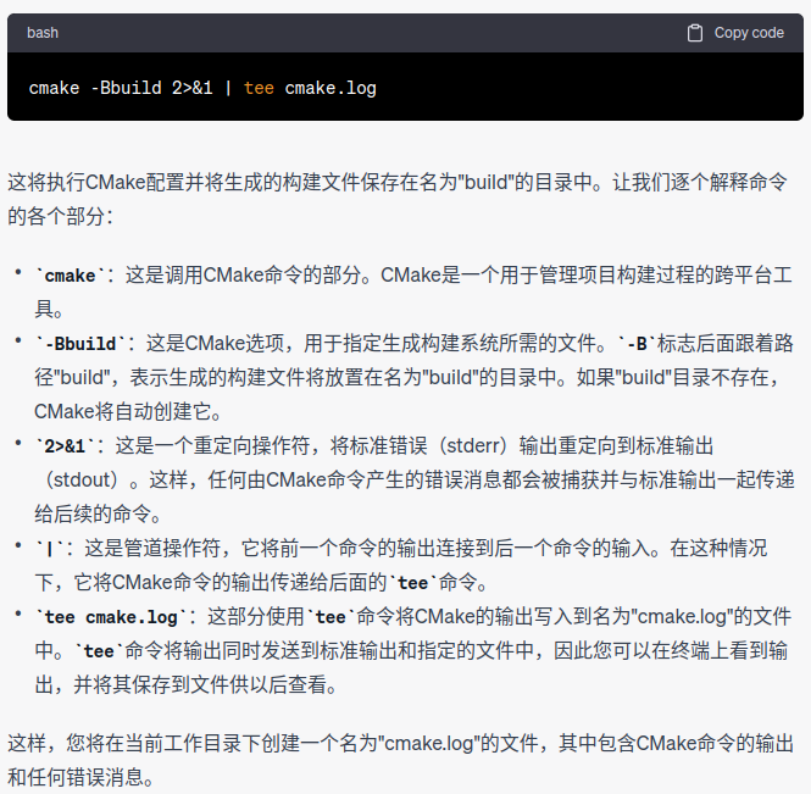 bash
Copy code
cmake -Bbuild 2>&1 | tee cmake.log
这将执行CMake配置并将生成的构建文件保存在名为"build"的目录中。让我们逐个解释命令
的各个部分：
• `cmake`：这是调用CMake命令的部分。CMake是一个用于管理项目构建过程的跨平台工
具。
• `-Bbuild`：这是CMake选项，用于指定生成构建系统所需的文件。`-B`标志后面跟着路
径"build"，表示生成的构建文件将放置在名为"build"的目录中。如果"build"目录不存在，
CMake将自动创建它。
• `2>&1`：这是一个重定向操作符，将标准错误（stderr）输出重定向到标准输出
（stdout）。这样，任何由CMake命令产生的错误消息都会被捕获并与标准输出一起传递
给后续的命令。
• `|`：这是管道操作符，它将前一个命令的输出连接到后一个命令的输入。在这种情况
下，它将CMake命令的输出传递给后面的`tee`命令。
• `tee cmake.log`：这部分使用`tee`命令将CMake的输出写入到名为"cmake.log"的文件
中。`tee`命令将输出同时发送到标准输出和指定的文件中，因此您可以在终端上看到输
出，并将其保存到文件供以后查看。
这样，您将在当前工作目录下创建一个名为"cmake.log"的文件，其中包含CMake命令的输出
和任何错误消息。